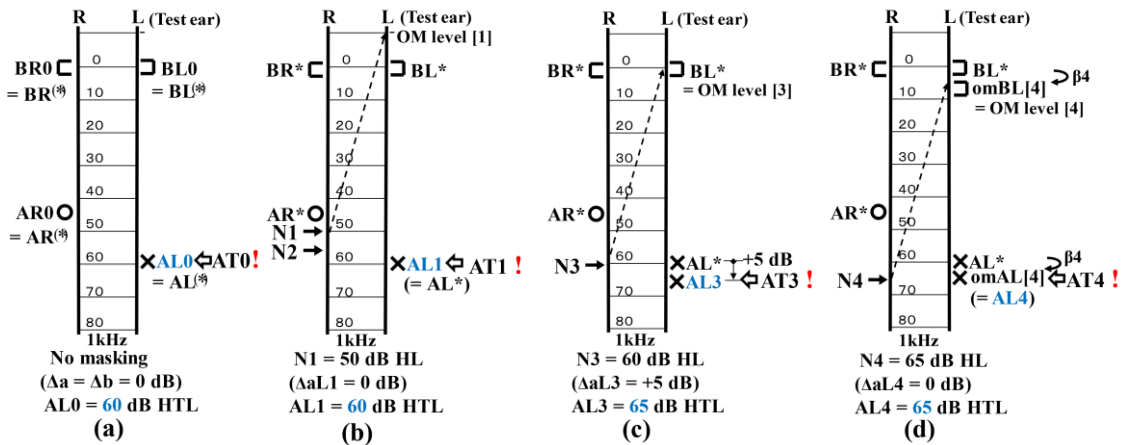 R L (Test ear)
BR0
= BR(*)
BL0
= BL(*)
AR0
= AR(*)
AL0 AT0 !
= AL(*)
0
10
20
30
40
50
60
70
80
1kHz
No masking
(Δa = Δb = 0 dB)
AL0 = 60 dB HTL
(a)
R L (Test ear)
OM level [1]
BR*
BL*
AR*
N1
N2
AL1 AT1 !
(= AL*)
0
10
20
30
40
50
60
70
80
1kHz
N1 = 50 dB HL
(ΔaL1 = 0 dB)
AL1 = 60 dB HTL
(b)
R L (Test ear)
BR*
BL*
= OM level [3]
AR*
N3
AL* +5 dB
AL3 AT3 !
0
10
20
30
40
50
60
70
80
1kHz
N3 = 60 dB HL
(ΔaL3 = +5 dB)
AL3 = 65 dB HTL
(c)
R L (Test ear)
BR*
BL*
β4
omBL[4]
= OM level [4]
AR*
N4
AL*
β4
omAL[4] AT4 !
(= AL4)
0
10
20
30
40
50
60
70
80
1kHz
N4 = 65 dB HL
(ΔaL4 = 0 dB)
AL4 = 65 dB HTL
(d)